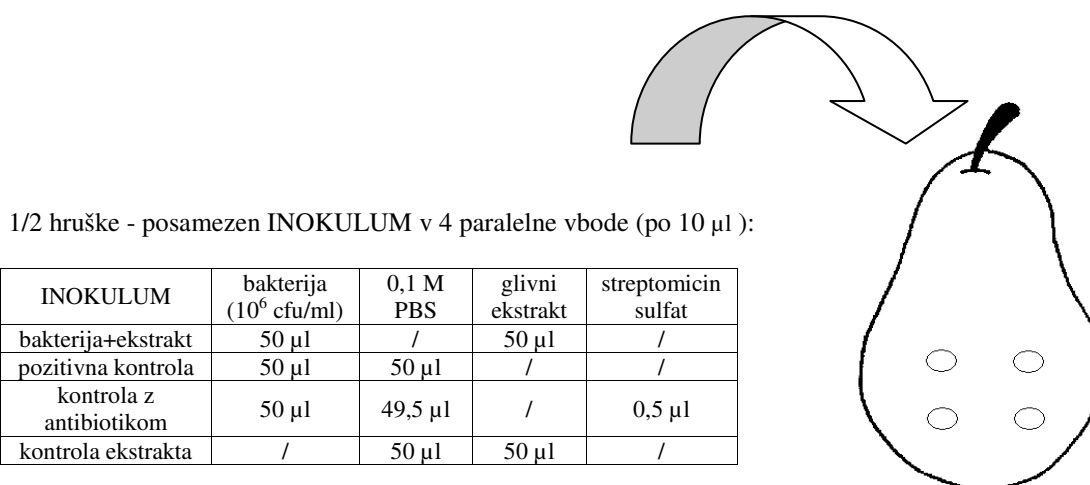 1/2 hruške - posamezen INOKULUM v 4 paralelne vbode (po 10 µl ):
INOKULUM bakterija (10⁶ cfu/ml) 0,1 M PBS glivni ekstrakt streptomicin sulfat
bakterija+ekstrakt 50 µl / 50 µl /
pozitivna kontrola 50 µl 50 µl / /
kontrola z antibiotikom 50 µl 49,5 µl / 0,5 µl
kontrola ekstrakta / 50 µl 50 µl /